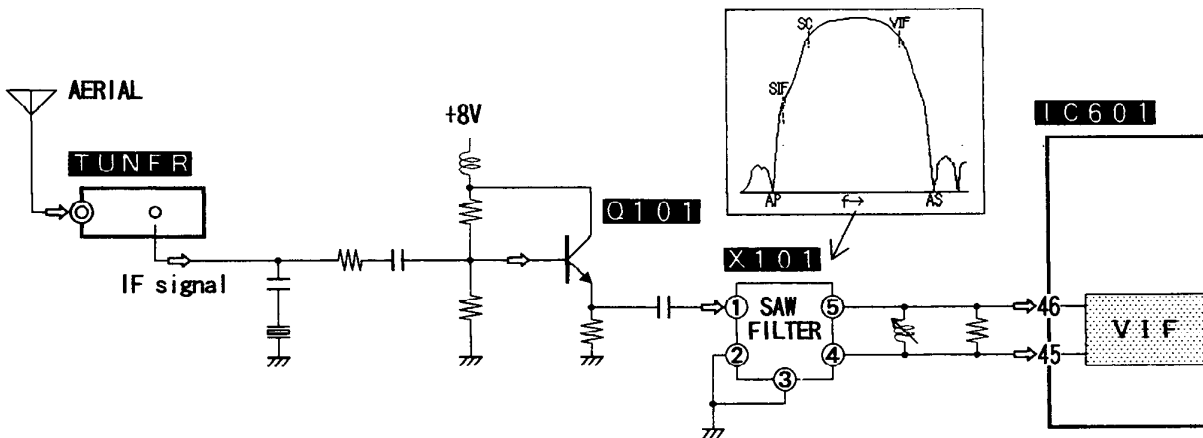 AERIAL
TUNFR
IF signal
+8V
Q101
SC
VIF
SIF
AP
f→
AS
X101
SAW
FILTER
1
2
3
4
5
IC601
46
45
VIF